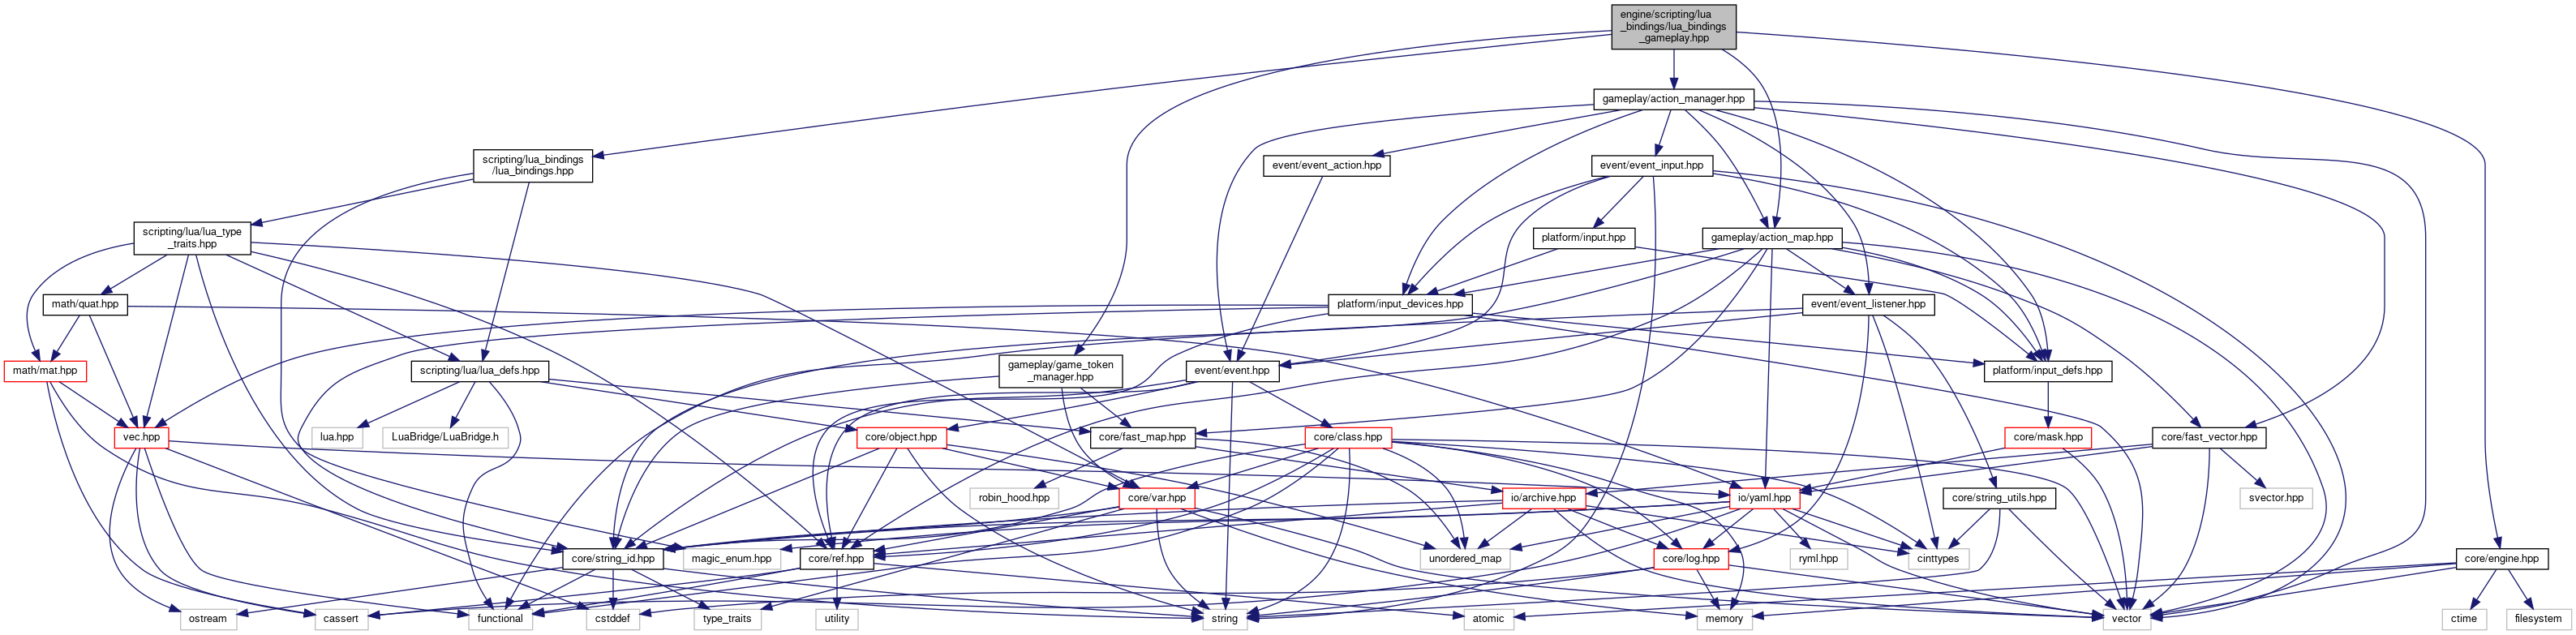 engine/scripting/lua
_bindings/lua_bindings
_gameplay.hpp
gameplay/action_manager.hpp
scripting/lua_bindings
/lua_bindings.hpp
event/event_action.hpp
event/event_input.hpp
scripting/lua/lua_type
_traits.hpp
platform/input.hpp
gameplay/action_map.hpp
math/quat.hpp
platform/input_devices.hpp
event/event_listener.hpp
math/mat.hpp
scripting/lua/lua_defs.hpp
gameplay/game_token
_manager.hpp
event/event.hpp
platform/input_defs.hpp
vec.hpp
lua.hpp
LuaBridge/LuaBridge.h
core/object.hpp
core/fast_map.hpp
core/class.hpp
core/mask.hpp
core/fast_vector.hpp
robin_hood.hpp
core/var.hpp
io/archive.hpp
io/yaml.hpp
core/string_utils.hpp
svector.hpp
core/string_id.hpp
magic_enum.hpp
core/ref.hpp
unordered_map
core/log.hpp
ryml.hpp
cinttypes
core/engine.hpp
ostream
cassert
functional
cstddef
type_traits
utility
string
atomic
memory
vector
ctime
filesystem